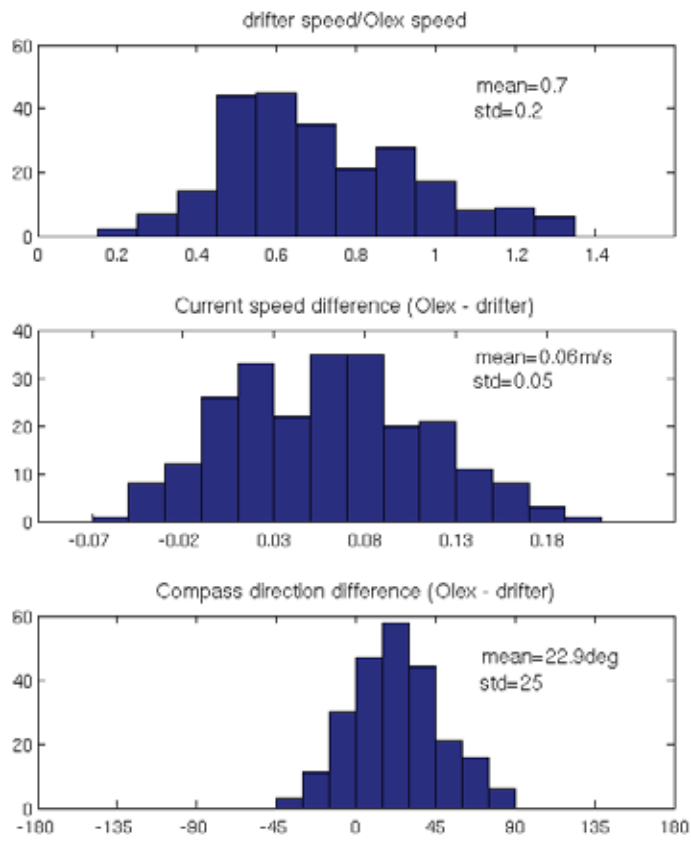 drifter speed/Olex speed
60
40
20
0
mean=0.7
std=0.2
0 0.2 0.4 0.6 0.8 1 1.2 1.4
Current speed difference (Olex - drifter)
40
30
20
10
0
mean=0.06m/s
std=0.05
-0.07 -0.02 0.03 0.08 0.13 0.18
Compass direction difference (Olex - drifter)
60
40
20
0
mean=22.9deg
std=25
-180 -135 -90 -45 0 45 90 135 180